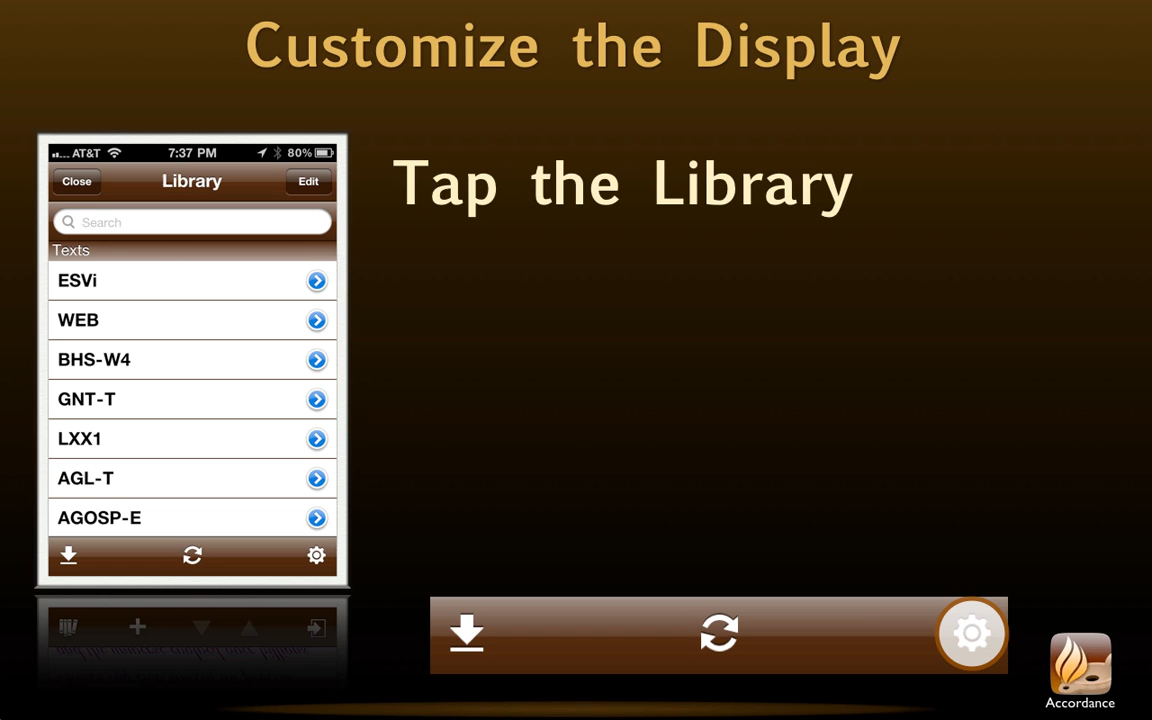 Customize the Display
AT&T 7:37 PM 80%
Close Library Edit
Search
Texts
ESVi
WEB
BHS-W4
GNT-T
LXX1
AGL-T
AGOSP-E
Tap the Library
Accordance